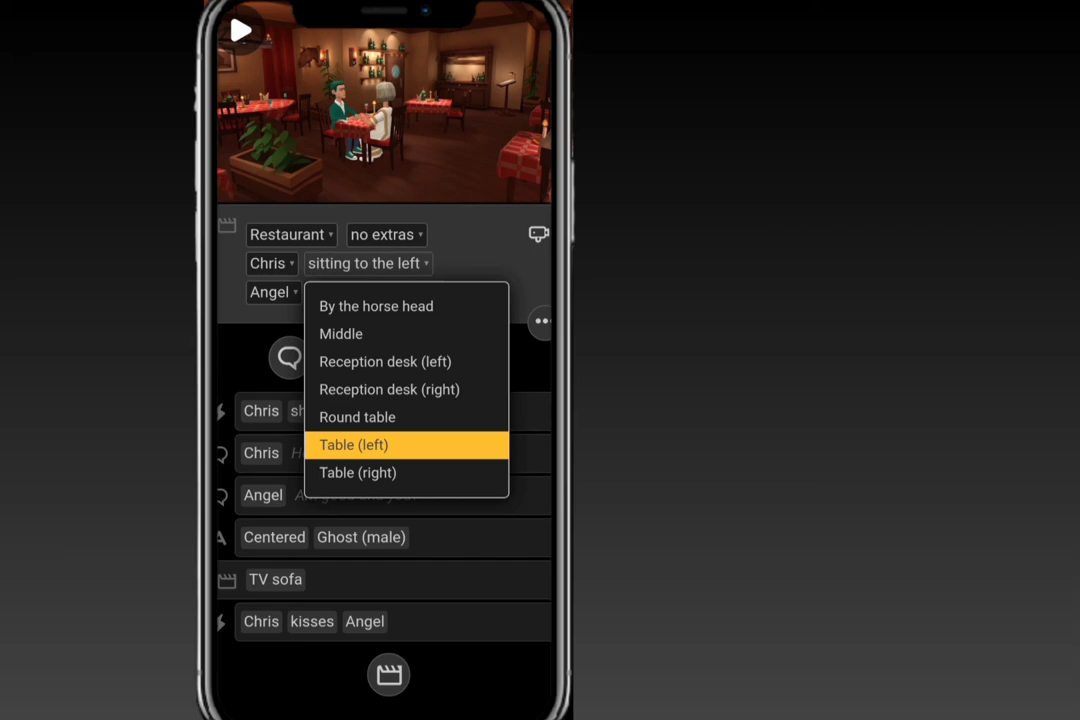 Restaurant no extras
Chris sitting to the left
Angel
By the horse head
Middle
Reception desk (left)
Reception desk (right)
Round table
Table (left)
Table (right)
Chris sh
Chris H
Angel
Centered Ghost (male)
TV sofa
Chris kisses Angel